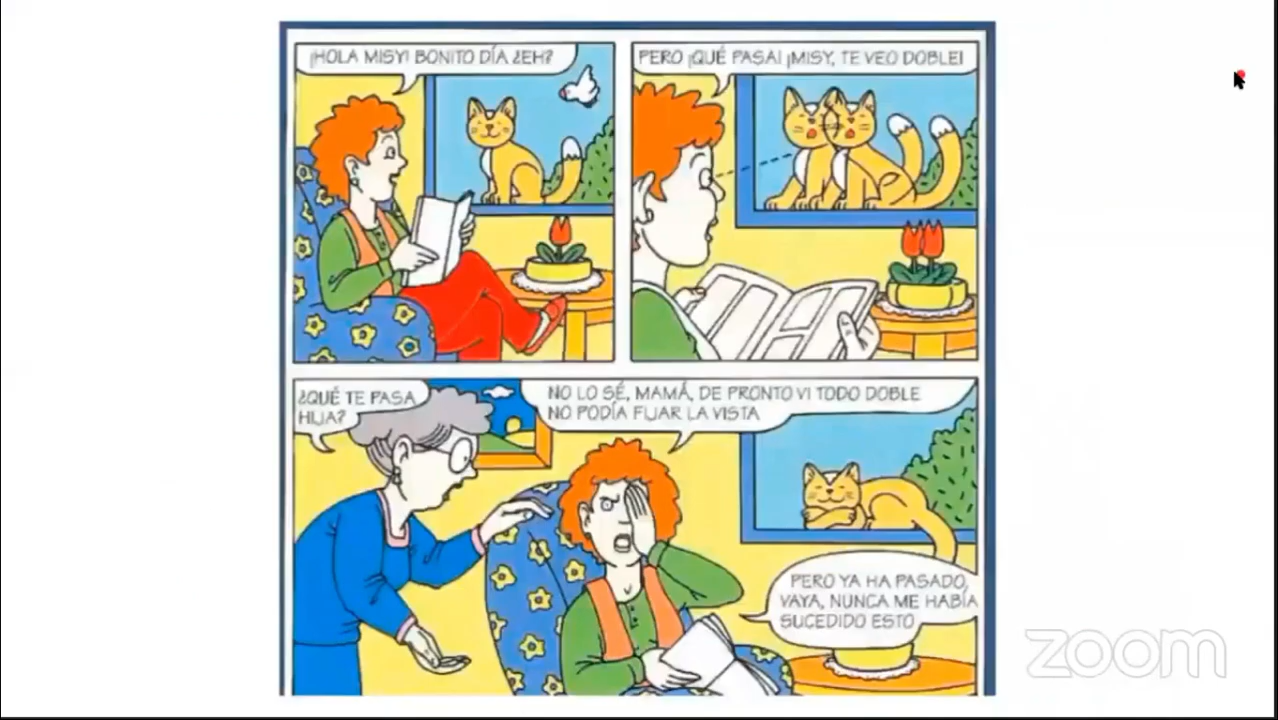 ¡HOLA MISY! BONITO DÍA ¿EH?
PERO ¡QUÉ PASA! ¡MISY, TE VEO DOBLE!
¿QUÉ TE PASA
HIJA?
NO LO SÉ, MAMÁ, DE PRONTO VI TODO DOBLE
NO PODÍA FIJAR LA VISTA
PERO YA HA PASADO,
VAYA, NUNCA ME HABÍA
SUCEDIDO ESTO
zoom